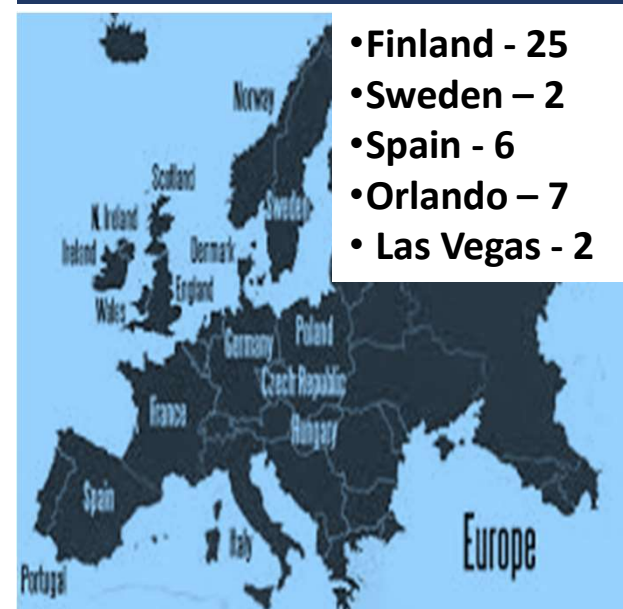 •Finland - 25
•Sweden – 2
•Spain - 6
•Orlando – 7
• Las Vegas - 2
Norway
Scotland
Sweden
N. Ireland
Ireland
Denmark
England
Wales
Germany
Poland
Czech Republic
France
Hungary
Spain
Italy
Europe
Portugal